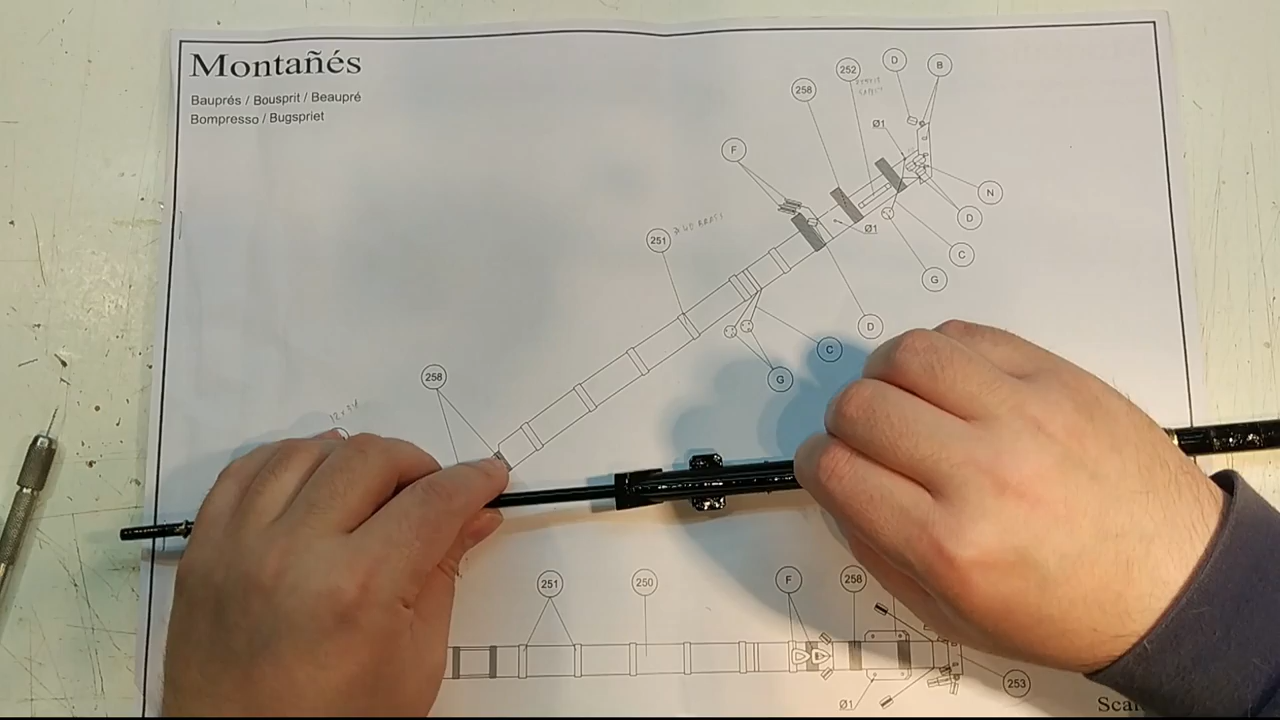 Montañés
Bauprés / Bousprit / Beaupré
Bompresso / Bugspriet
D
B
252
258
Ø1
F
N
D
251
Ø1
C
G
D
C
G
258
251
250
F
258
253
Ø1